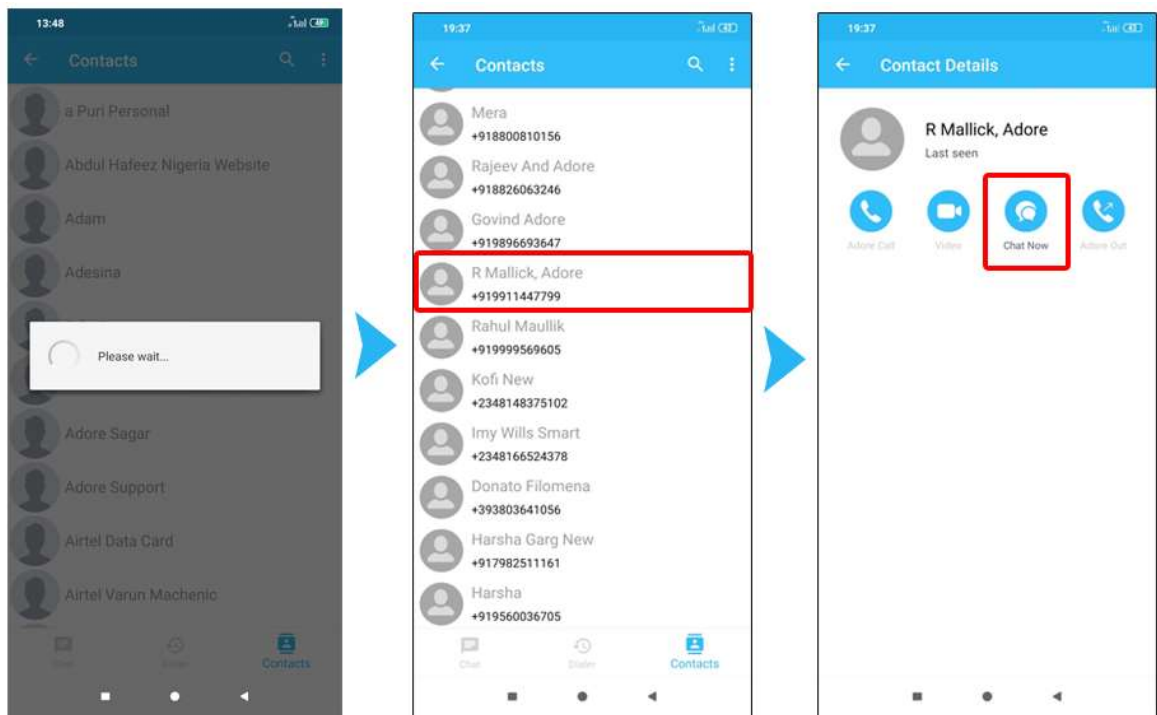 13:48
Contacts
a Puri Personal
Abdul Hafeez Nigeria Website
Adam
Adesina
Please wait...
Adore Sagar
Adore Support
Airtel Data Card
Airtel Varun Machenic
Chat
Dialer
Contacts
19:37
Contacts
Mera
+918800810156
Rajeev And Adore
+918826063246
Govind Adore
+919896693647
R Mallick, Adore
+919911447799
Rahul Maullik
+919999569605
Kofi New
+2348148375102
Imy Wills Smart
+2348166524378
Donato Filomena
+393803641056
Harsha Garg New
+917982511161
Harsha
+919560036705
Chat
Dialer
Contacts
19:37
Contact Details
R Mallick, Adore
Last seen
Adore Call
Video
Chat Now
Adore Out